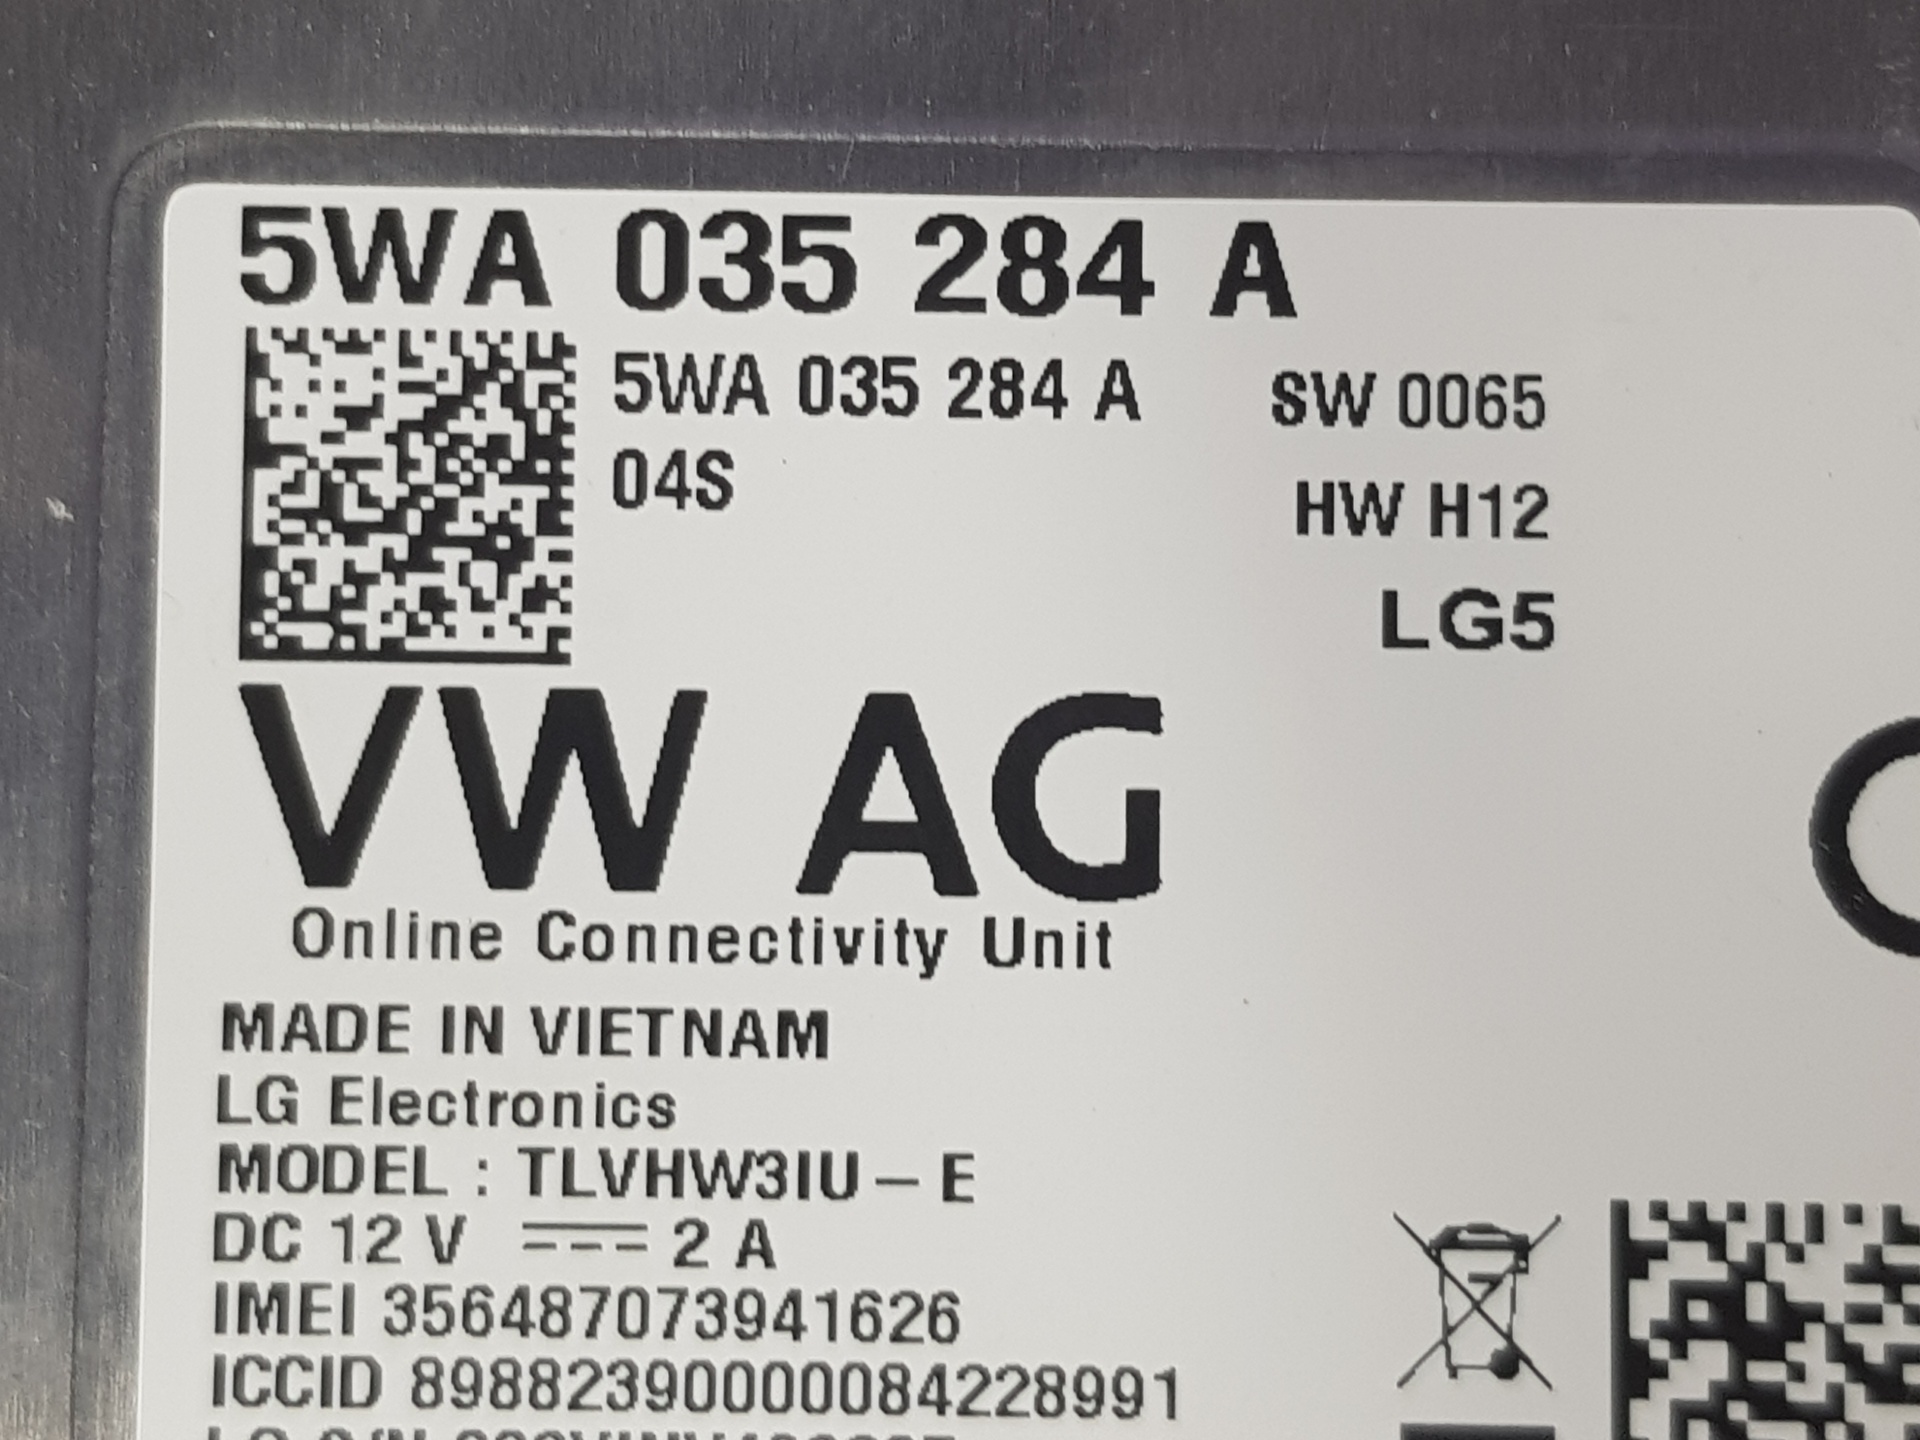 5WA 035 284 A
5WA 035 284 A SW 0065
04S HW H12
LG5
VW AG
Online Connectivity Unit
MADE IN VIETNAM
LG Electronics
MODEL : TLVHW3IU – E
DC 12 V ⎓ 2 A
IMEI 356487073941626
ICCID 89882390000084228991